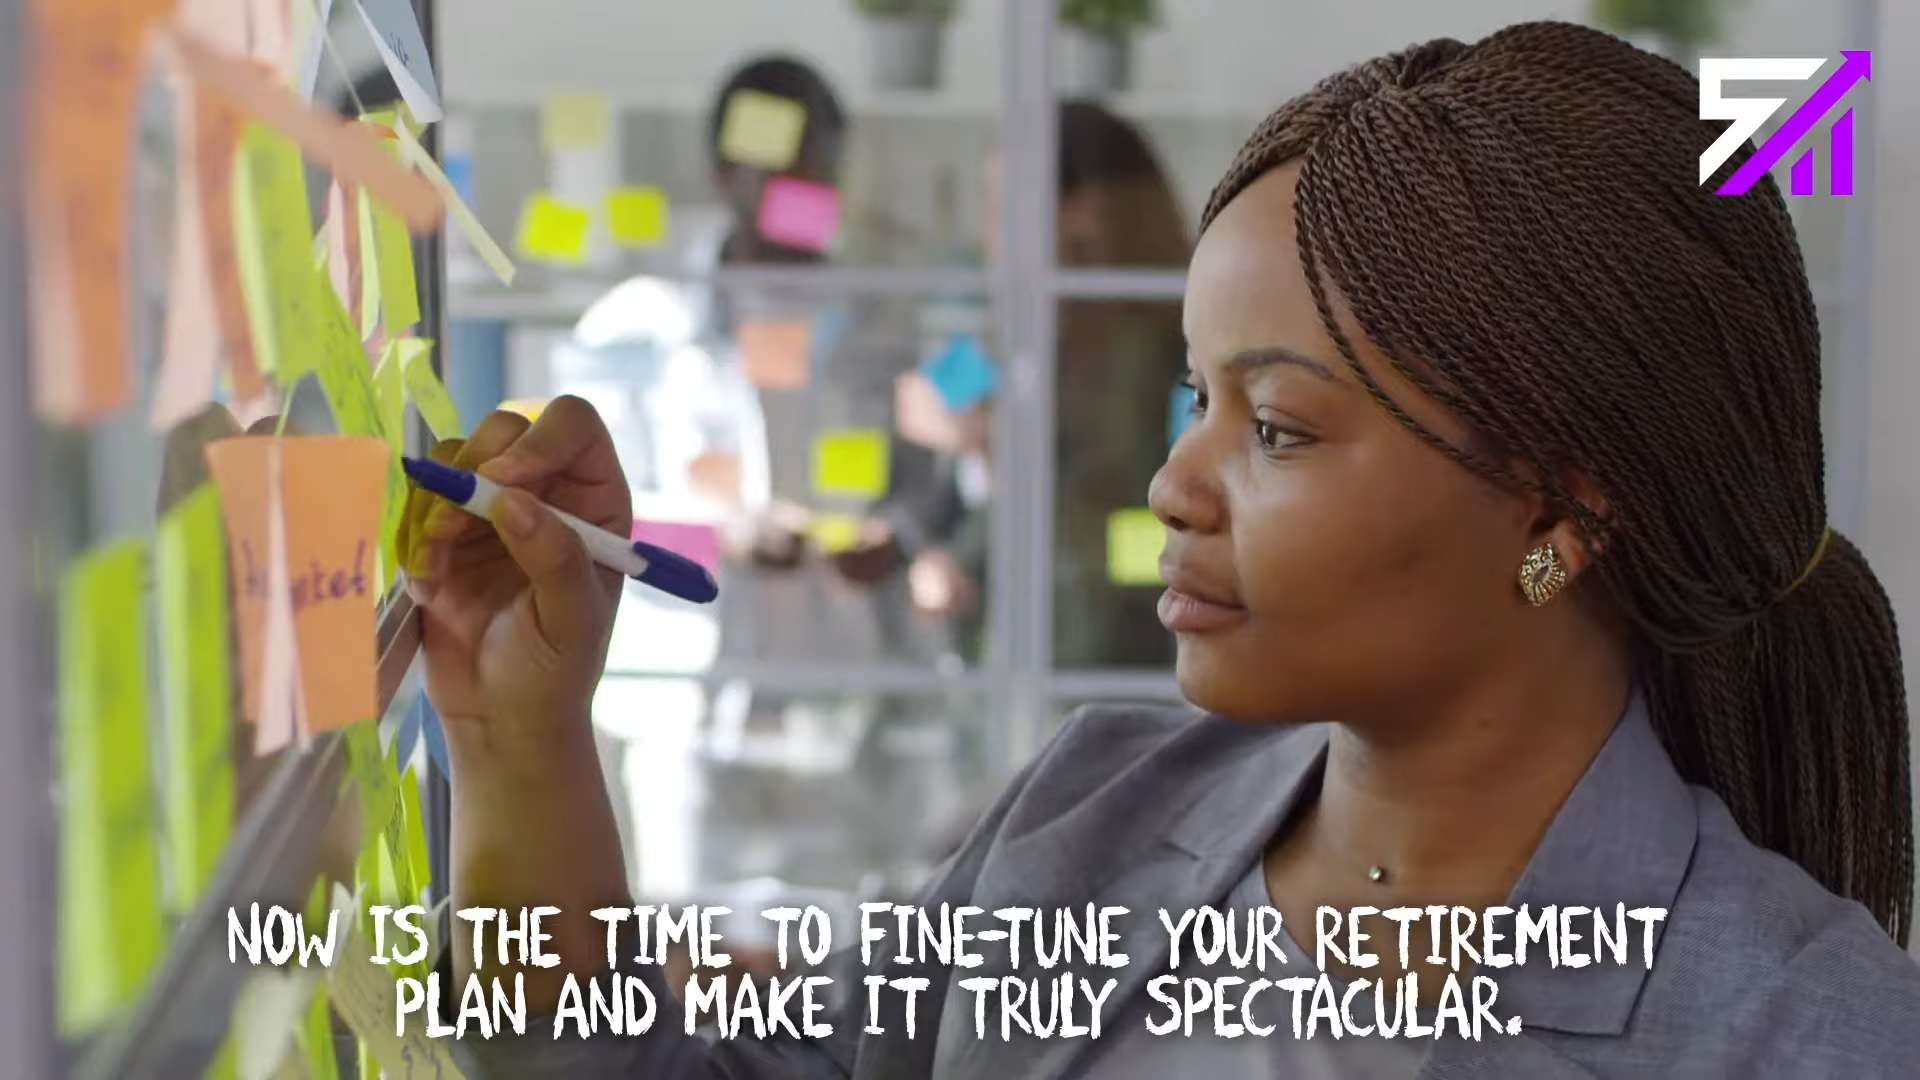 NOW IS THE TIME TO FINE-TUNE YOUR RETIREMENT
PLAN AND MAKE IT TRULY SPECTACULAR.